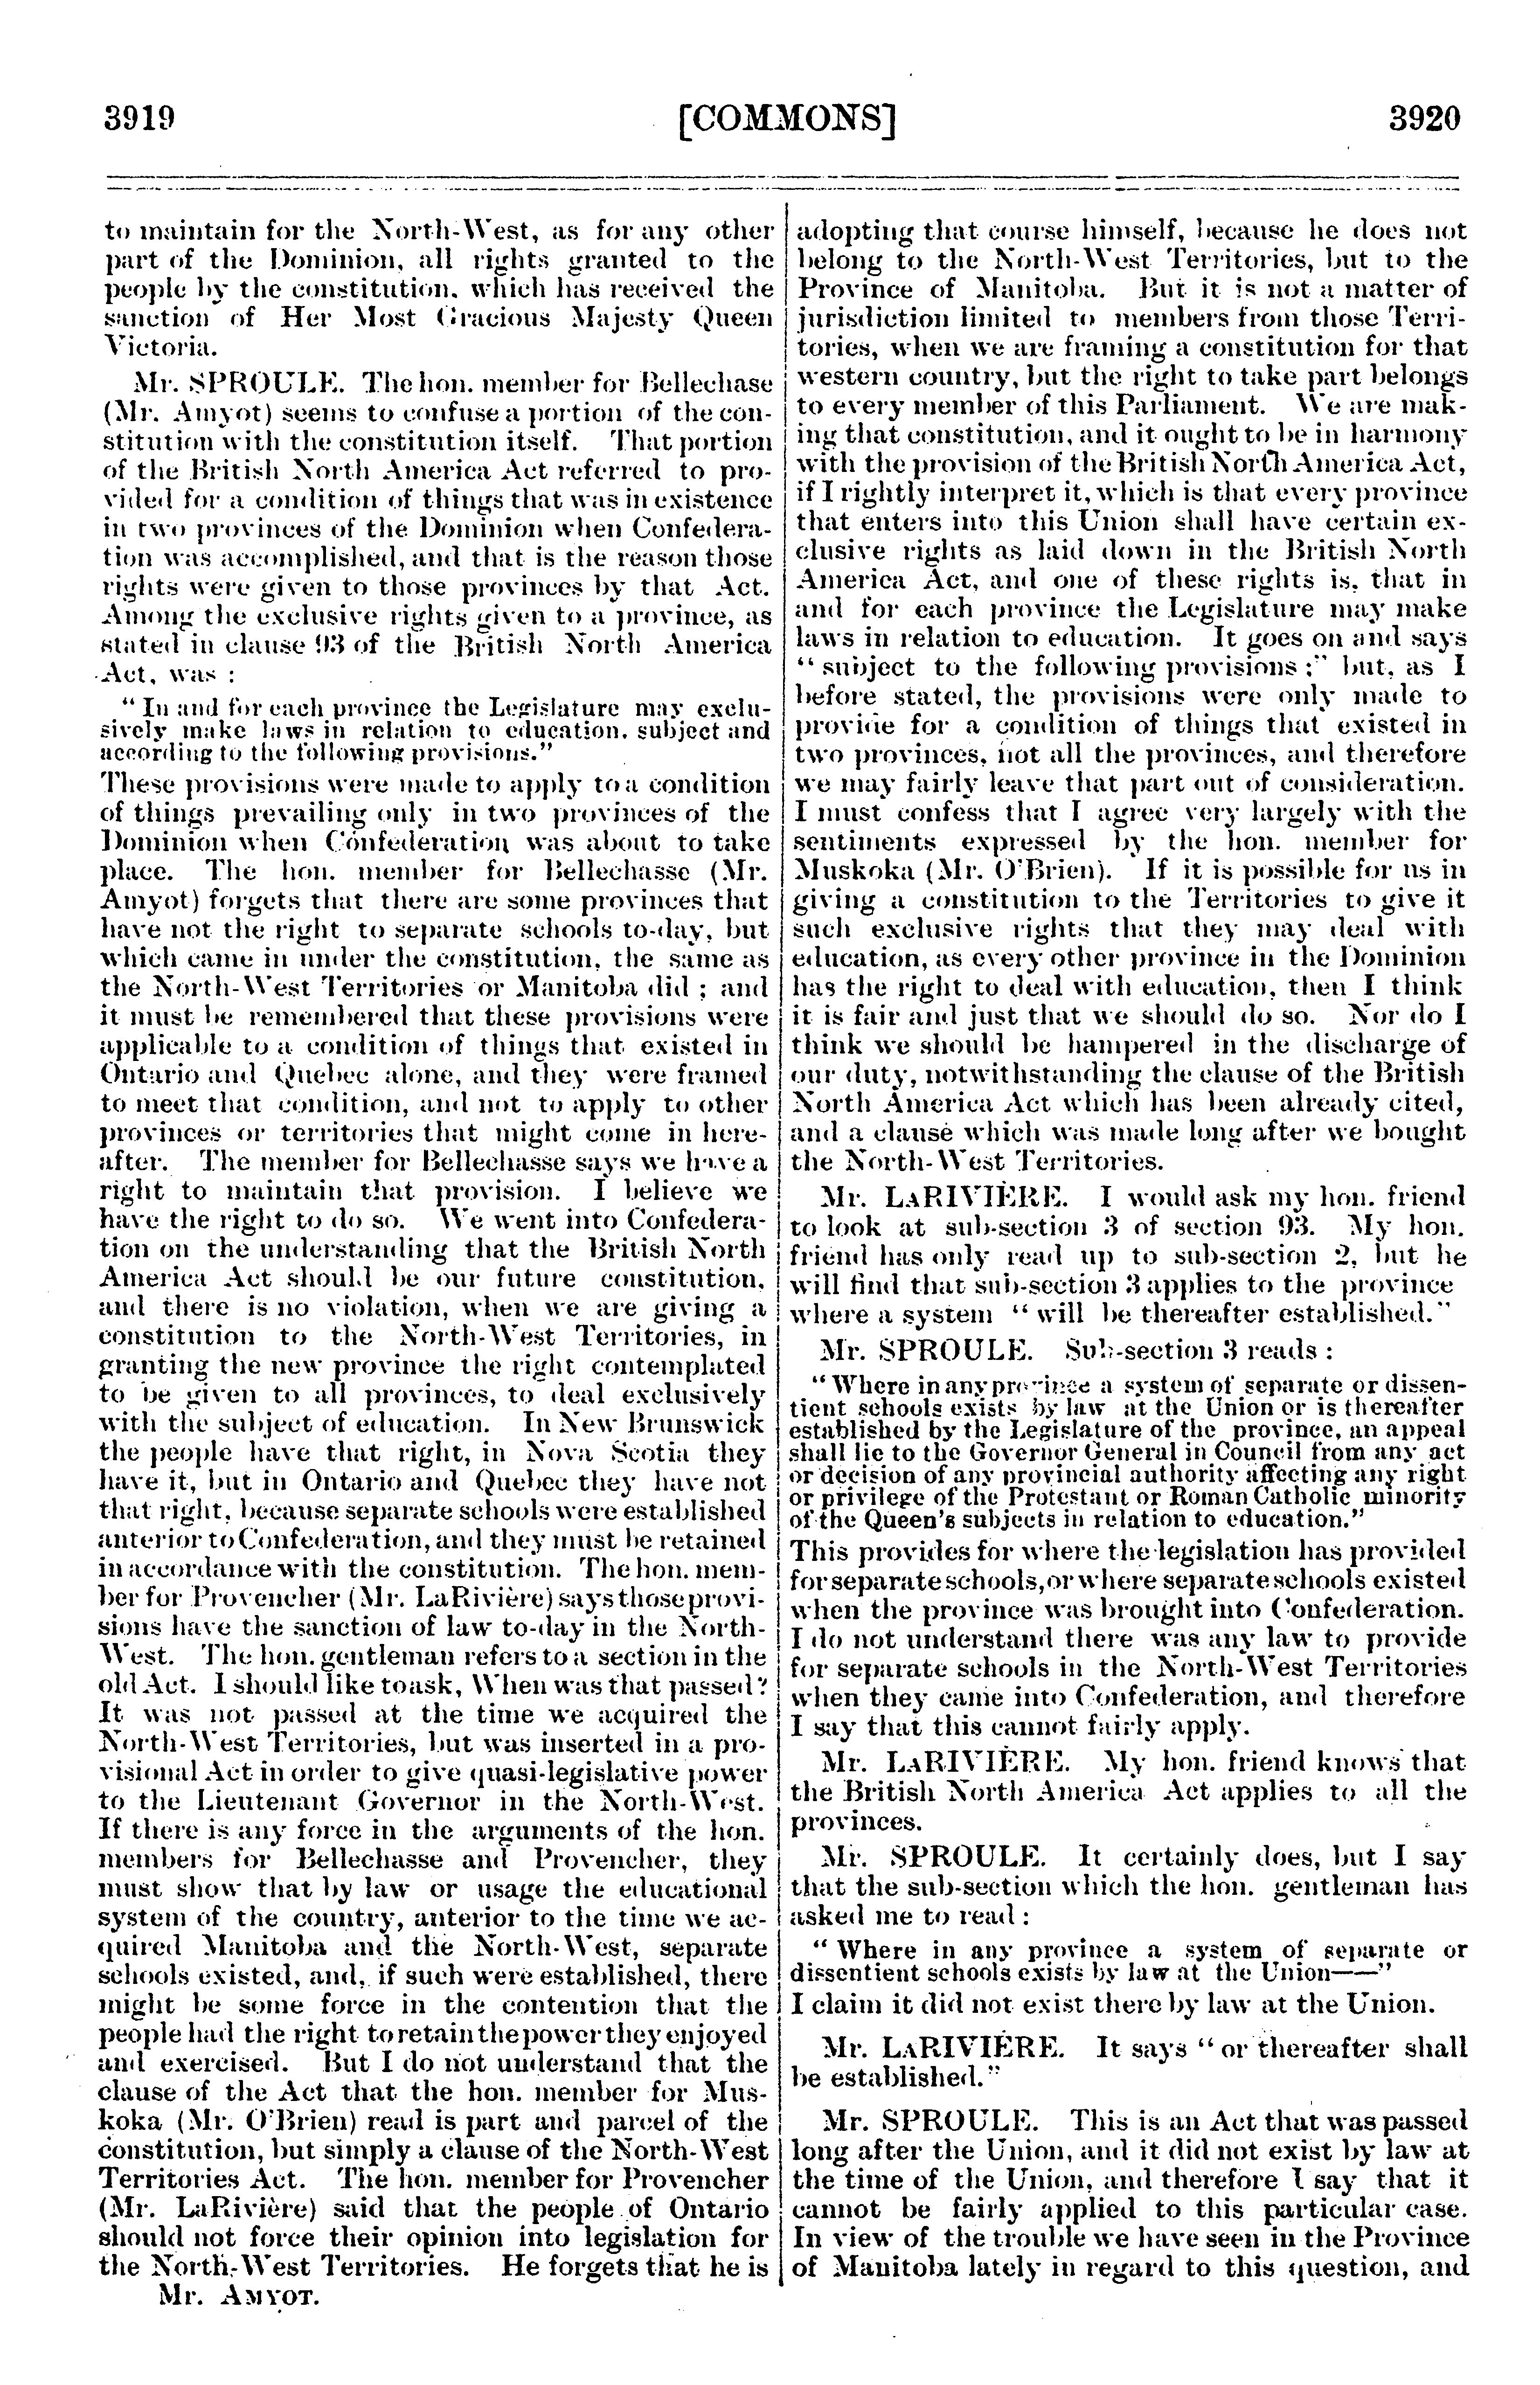 3919
[COMMONS]
3920
to maintain for the North-West, as for any other
part of the Dominion, all rights granted to the
people by the constitution, which has received the
sanction of Her Most Gracious Majesty Queen
Victoria.
Mr. SPROULE. The hon. member for Bellechase
(Mr. Amyot) seems to confuse a portion of the con-
stitution with the constitution itself. That portion
of the British North America Act referred to pro-
vided for a condition of things that was in existence
in two provinces of the Dominion when Confedera-
tion was accomplished, and that is the reason those
rights were given to those provinces by that Act.
Among the exclusive rights given to a province, as
stated in clause 93 of the British North America
Act, was :
" In and for each province the Legislature may exclu-
sively make laws in relation to education, subject and
according to the following provisions."
These provisions were made to apply to a condition
of things prevailing only in two provinces of the
Dominion when Confederation was about to take
place. The hon. member for Bellechasse (Mr.
Amyot) forgets that there are some provinces that
have not the right to separate schools to-day, but
which came in under the constitution, the same as
the North-West Territories or Manitoba did ; and
it must be remembered that these provisions were
applicable to a condition of things that existed in
Ontario and Quebec alone, and they were framed
to meet that condition, and not to apply to other
provinces or territories that might come in here-
after. The member for Bellechasse says we have a
right to maintain that provision. I believe we
have the right to do so. We went into Confedera-
tion on the understanding that the British North
America Act should be our future constitution,
and there is no violation, when we are giving a
constitution to the North-West Territories, in
granting the new province the right contemplated
to be given to all provinces, to deal exclusively
with the subject of education. In New Brunswick
the people have that right, in Nova Scotia they
have it, but in Ontario and Quebec they have not
that right, because separate schools were established
anterior to Confederation, and they must be retained
in accordance with the constitution. The hon. mem-
ber for Provencher (Mr. LaRivière) says those provi-
sions have the sanction of law to-day in the North-
West. The hon. gentleman refers to a section in the
old Act. I should like to ask, When was that passed?
It was not passed at the time we acquired the
North-West Territories, but was inserted in a pro-
visional Act in order to give quasi-legislative power
to the Lieutenant Governor in the North-West.
If there is any force in the arguments of the hon.
members for Bellechasse and Provencher, they
must show that by law or usage the educational
system of the country, anterior to the time we ac-
quired Manitoba and the North-West, separate
schools existed, and, if such were established, there
might be some force in the contention that the
people had the right to retain the power they enjoyed
and exercised. But I do not understand that the
clause of the Act that the hon. member for Mus-
koka (Mr. O'Brien) read is part and parcel of the
constitution, but simply a clause of the North-West
Territories Act. The hon. member for Provencher
(Mr. LaRivière) said that the people of Ontario
should not force their opinion into legislation for
the North-West Territories. He forgets that he is
Mr. AMYOT.
adopting that course himself, because he does not
belong to the North-West Territories, but to the
Province of Manitoba. But it is not a matter of
jurisdiction limited to members from those Terri-
tories, when we are framing a constitution for that
western country, but the right to take part belongs
to every member of this Parliament. We are mak-
ing that constitution, and it ought to be in harmony
with the provision of the British North America Act,
if I rightly interpret it, which is that every province
that enters into this Union shall have certain ex-
clusive rights as laid down in the British North
America Act, and one of these rights is, that in
and for each province the Legislature may make
laws in relation to education. It goes on and says
" subject to the following provisions ;" but, as I
before stated, the provisions were only made to
provide for a condition of things that existed in
two provinces, not all the provinces, and therefore
we may fairly leave that part out of consideration.
I must confess that I agree very largely with the
sentiments expressed by the hon. member for
Muskoka (Mr. O'Brien). If it is possible for us in
giving a constitution to the Territories to give it
such exclusive rights that they may deal with
education, as every other province in the Dominion
has the right to deal with education, then I think
it is fair and just that we should do so. Nor do I
think we should be hampered in the discharge of
our duty, notwithstanding the clause of the British
North America Act which has been already cited,
and a clause which was made long after we bought
the North-West Territories.
Mr. LARIVIÈRE. I would ask my hon. friend
to look at sub-section 3 of section 93. My hon.
friend has only read up to sub-section 2, but he
will find that sub-section 3 applies to the province
where a system " will be thereafter established."
Mr. SPROULE. Sub-section 3 reads :
" Where in any province a system of separate or dissen-
tient schools exists by law at the Union or is thereafter
established by the Legislature of the province, an appeal
shall lie to the Governor General in Council from any act
or decision of any provincial authority affecting any right
or privilege of the Protestant or Roman Catholic minority
of the Queen's subjects in relation to education."
This provides for where the legislation has provided
for separate schools, or where separate schools existed
when the province was brought into Confederation.
I do not understand there was any law to provide
for separate schools in the North-West Territories
when they came into Confederation, and therefore
I say that this cannot fairly apply.
Mr. LARIVIÈRE. My hon. friend knows that
the British North America Act applies to all the
provinces.
Mr. SPROULE. It certainly does, but I say
that the sub-section which the hon. gentleman has
asked me to read :
" Where in any province a system of separate or
dissentient schools exists by law at the Union——"
I claim it did not exist there by law at the Union.
Mr. LARIVIÈRE. It says " or thereafter shall
be established."
Mr. SPROULE. This is an Act that was passed
long after the Union, and it did not exist by law at
the time of the Union, and therefore I say that it
cannot be fairly applied to this particular case.
In view of the trouble we have seen in the Province
of Manitoba lately in regard to this question, and